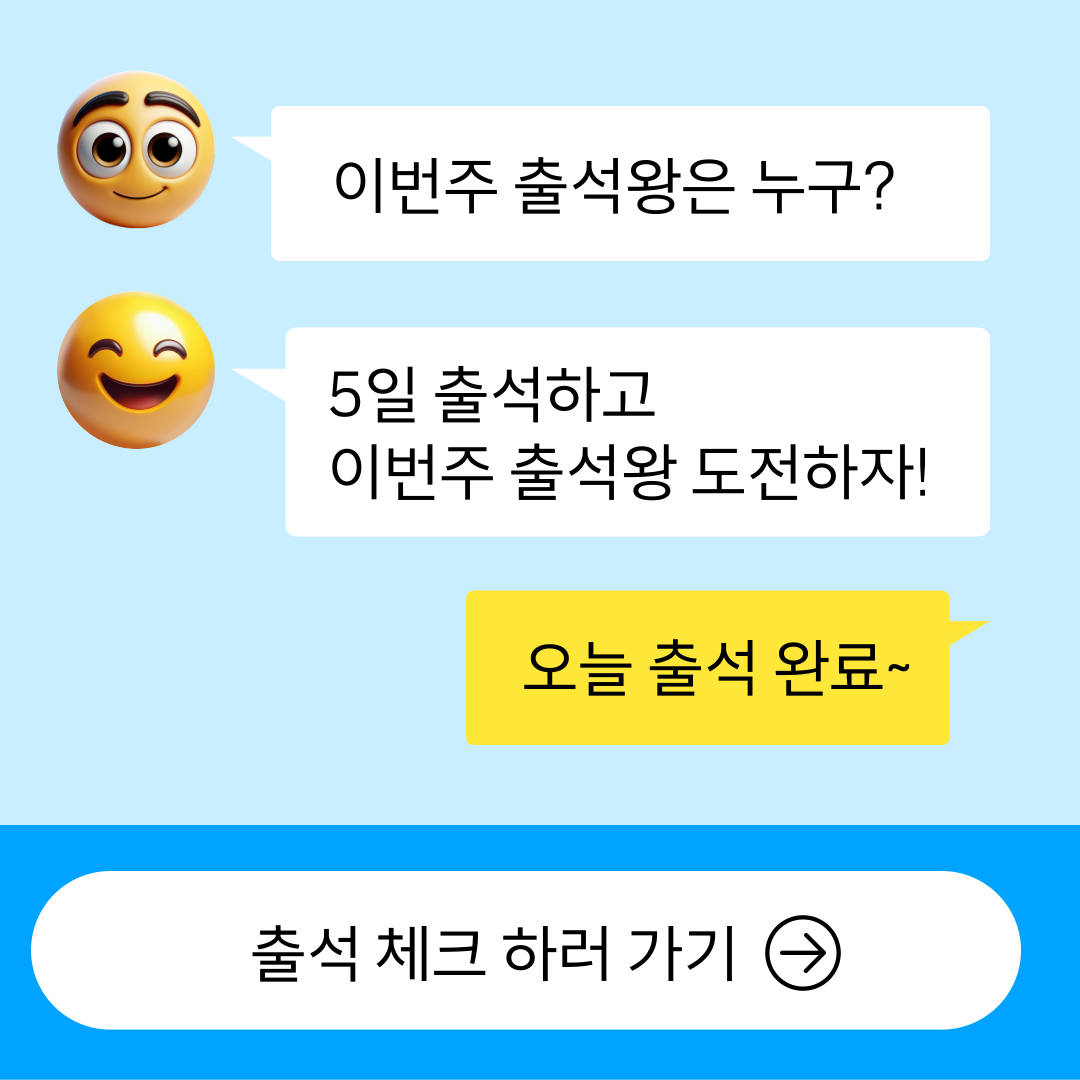 이번주 출석왕은 누구?
5일 출석하고
이번주 출석왕 도전하자!
오늘 출석 완료~
출석 체크 하러 가기